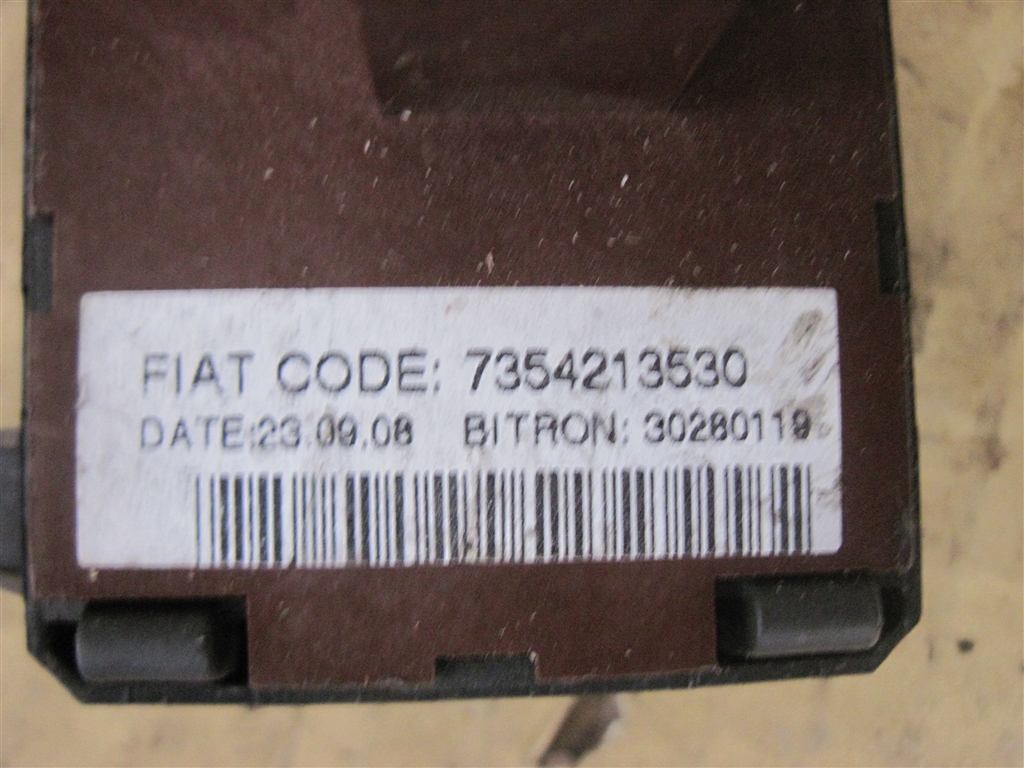 FIAT CODE: 7354213530
DATE:23.09.08 BITRON: 30280119